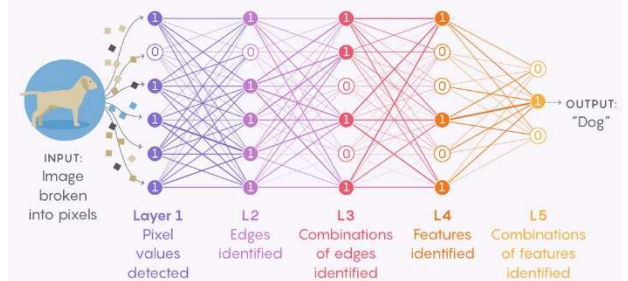 1 1 1 1
0 0 1 0
0
1 1 0 0
1 OUTPUT:
"Dog"
1 1 1 1
0
1 1 0 0
1 1 1 1
INPUT:
Image
broken
into pixels
Layer 1
Pixel
values
detected
L2
Edges
identified
L3
Combinations
of edges
identified
L4
Features
identified
L5
Combinations
of features
identified